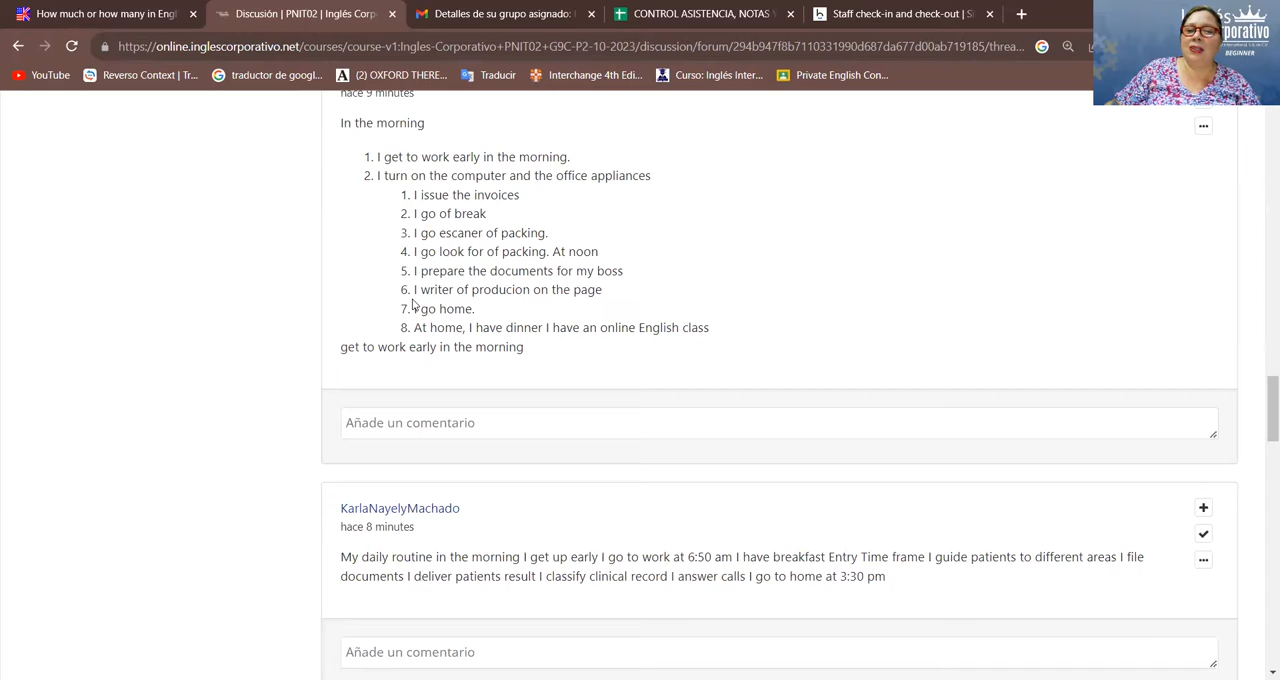 How much or how many in Engl
Discusión | PNIT02 | Inglés Corp
Detalles de su grupo asignado:
CONTROL ASISTENCIA, NOTAS
Staff check-in and check-out | S
https://online.inglescorporativo.net/courses/course-v1:Ingles-Corporativo+PNIT02+G9C-P2-10-2023/discussion/forum/294b947f8b7110331990d687da677d00ab719185/threa...
YouTube
Reverso Context | Tr...
traductor de googl...
(2) OXFORD THERE...
Traducir
Interchange 4th Edi...
Curso: Inglés Inter...
Private English Con...
BEGINNER
hace 9 minutes
In the morning
1. I get to work early in the morning.
2. I turn on the computer and the office appliances
1. I issue the invoices
2. I go of break
3. I go escaner of packing.
4. I go look for of packing. At noon
5. I prepare the documents for my boss
6. I writer of producion on the page
7. I go home.
8. At home, I have dinner I have an online English class
get to work early in the morning
Añade un comentario
KarlaNayelyMachado
hace 8 minutes
My daily routine in the morning I get up early I go to work at 6:50 am I have breakfast Entry Time frame I guide patients to different areas I file
documents I deliver patients result I classify clinical record I answer calls I go to home at 3:30 pm
Añade un comentario